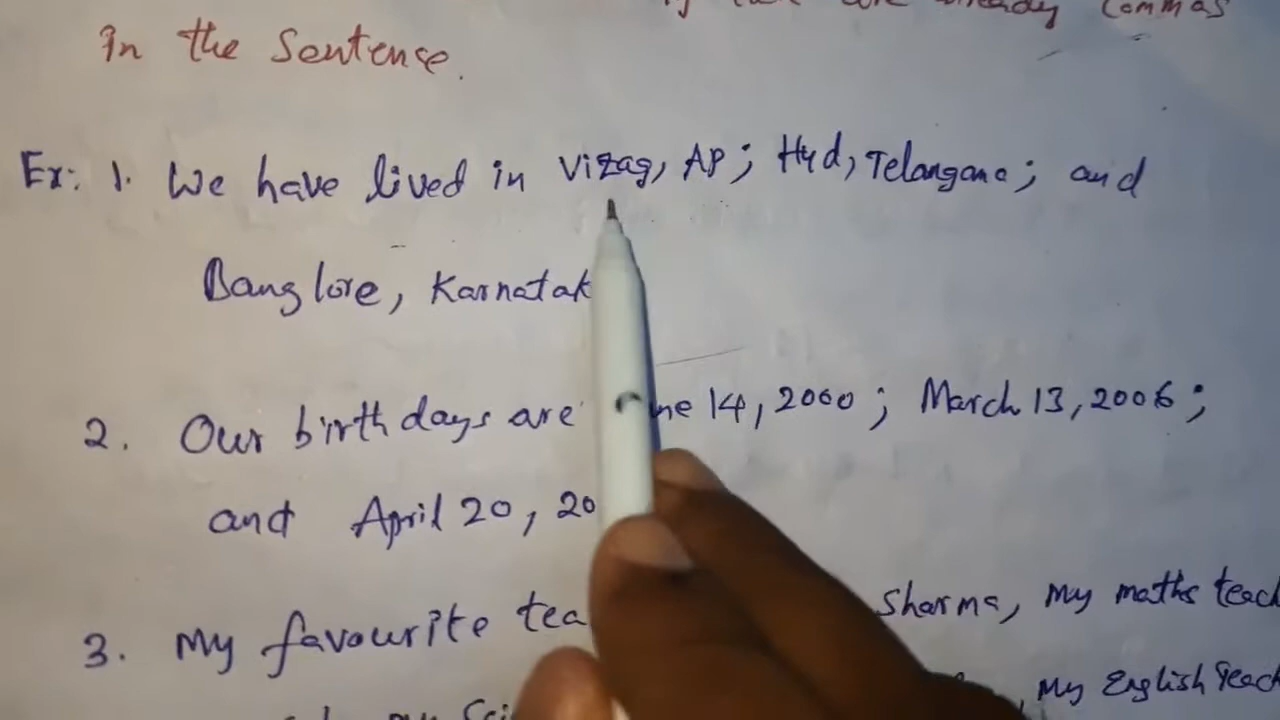 already commas
in the sentence.
Ex: 1. We have lived in Vizag, AP; Hyd, Telangana; and
Banglore, Karnatak
2. Our birthdays are ne 14, 2000; March 13, 2006;
and April 20, 20
3. My favourite tea Sharma, my maths teach
, my English teach